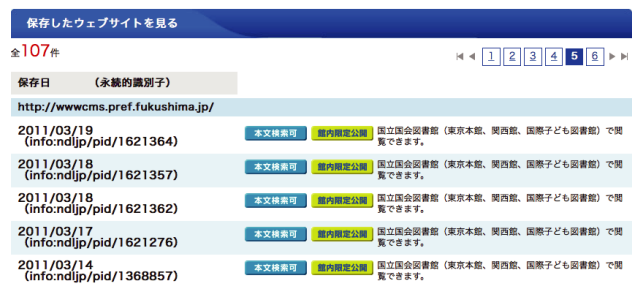 保存したウェブサイトを見る
全107件
1 2 3 4 5 6
保存日 （永続的識別子）
http://wwwcms.pref.fukushima.jp/
2011/03/19
（info:ndljp/pid/1621364）
本文検索可 館内限定公開 国立国会図書館（東京本館、関西館、国際子ども図書館）で閲
覧できます。
2011/03/18
（info:ndljp/pid/1621357）
本文検索可 館内限定公開 国立国会図書館（東京本館、関西館、国際子ども図書館）で閲
覧できます。
2011/03/18
（info:ndljp/pid/1621362）
本文検索可 館内限定公開 国立国会図書館（東京本館、関西館、国際子ども図書館）で閲
覧できます。
2011/03/17
（info:ndljp/pid/1621276）
本文検索可 館内限定公開 国立国会図書館（東京本館、関西館、国際子ども図書館）で閲
覧できます。
2011/03/14
（info:ndljp/pid/1368857）
本文検索可 館内限定公開 国立国会図書館（東京本館、関西館、国際子ども図書館）で閲
覧できます。